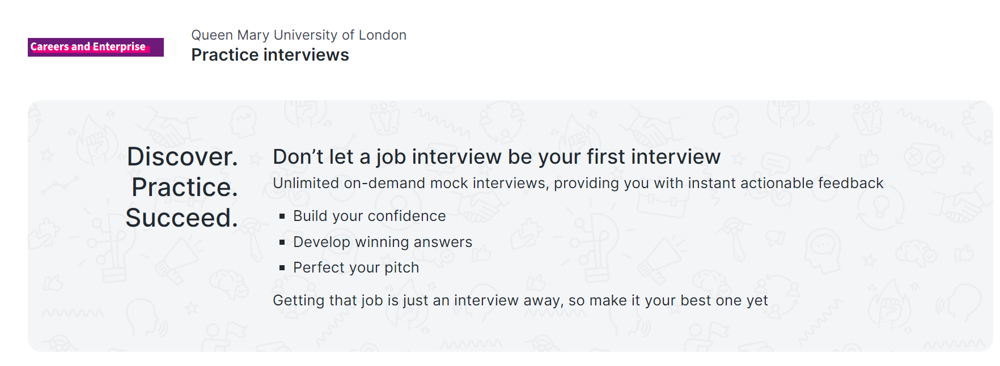 Careers and Enterprise
Queen Mary University of London
Practice interviews
Discover.
Practice.
Succeed.
Don’t let a job interview be your first interview
Unlimited on-demand mock interviews, providing you with instant actionable feedback
▪ Build your confidence
▪ Develop winning answers
▪ Perfect your pitch
Getting that job is just an interview away, so make it your best one yet